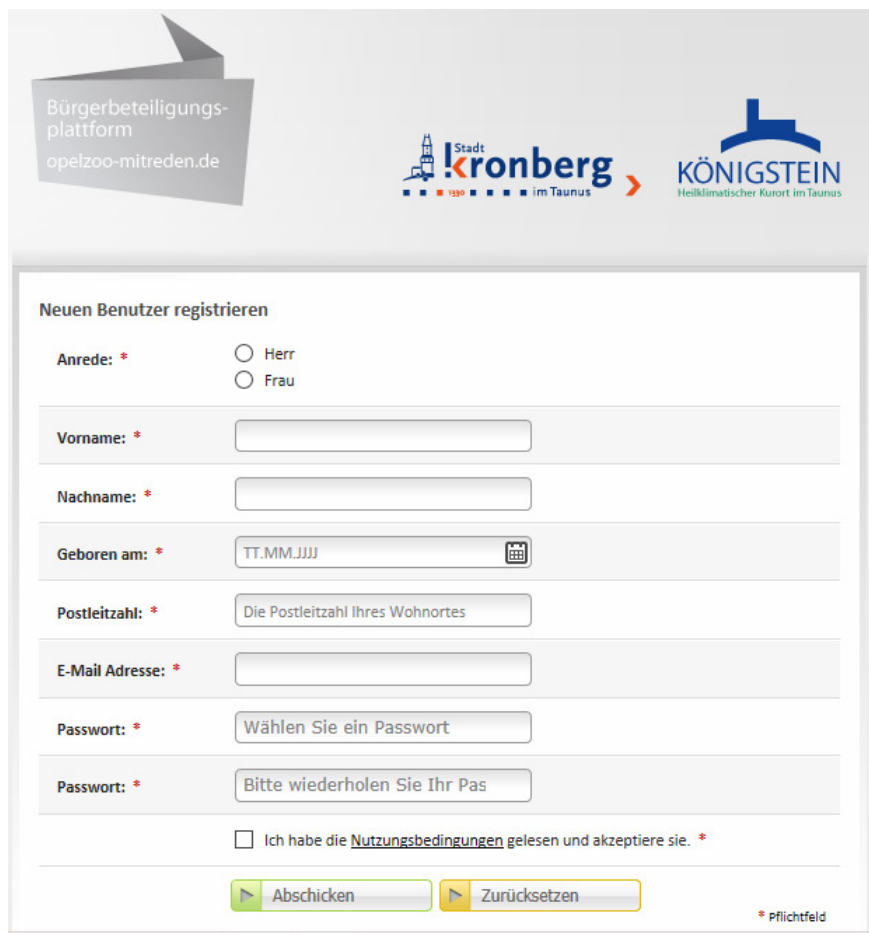 Bürgerbeteiligungs-
plattform
opelzoo-mitreden.de
Stadt
kronberg
1330
im Taunus
KÖNIGSTEIN
Heilklimatischer Kurort im Taunus
Neuen Benutzer registrieren
Anrede: *
Herr
Frau
Vorname: *
Nachname: *
Geboren am: * TT.MM.JJJJ
Postleitzahl: * Die Postleitzahl Ihres Wohnortes
E-Mail Adresse: *
Passwort: * Wählen Sie ein Passwort
Passwort: * Bitte wiederholen Sie Ihr Pas
Ich habe die Nutzungsbedingungen gelesen und akzeptiere sie. *
Abschicken Zurücksetzen
* Pflichtfeld